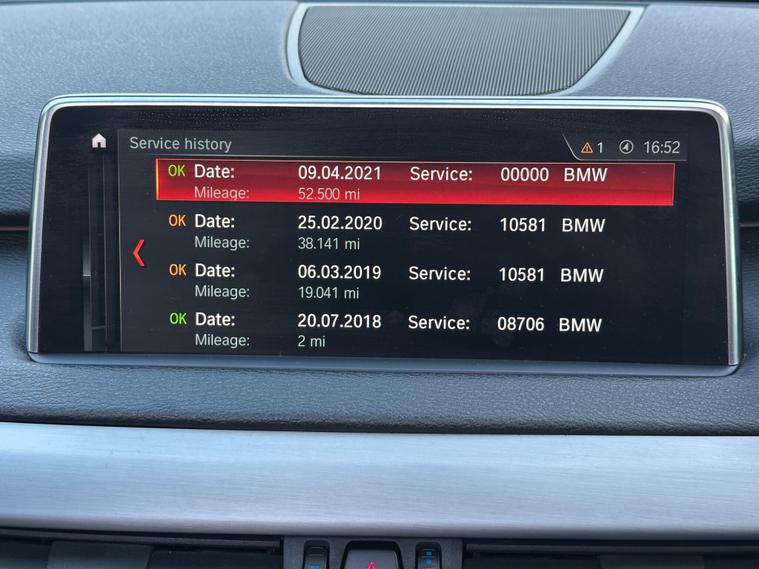 Service history
1 16:52
OK Date: 09.04.2021 Service: 00000 BMW
Mileage: 52.500 mi
OK Date: 25.02.2020 Service: 10581 BMW
Mileage: 38.141 mi
OK Date: 06.03.2019 Service: 10581 BMW
Mileage: 19.041 mi
OK Date: 20.07.2018 Service: 08706 BMW
Mileage: 2 mi